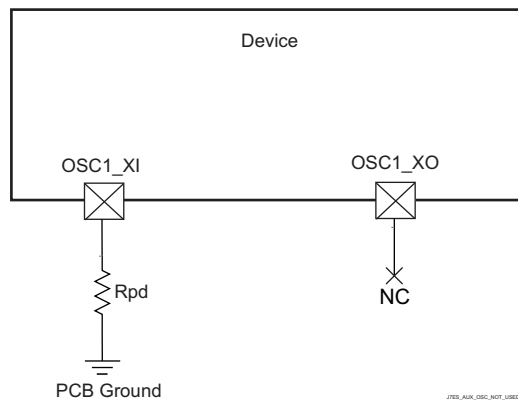 Device
OSC1_XI
OSC1_XO
Rpd
NC
PCB Ground
J7ES_AUX_OSC_NOT_USED